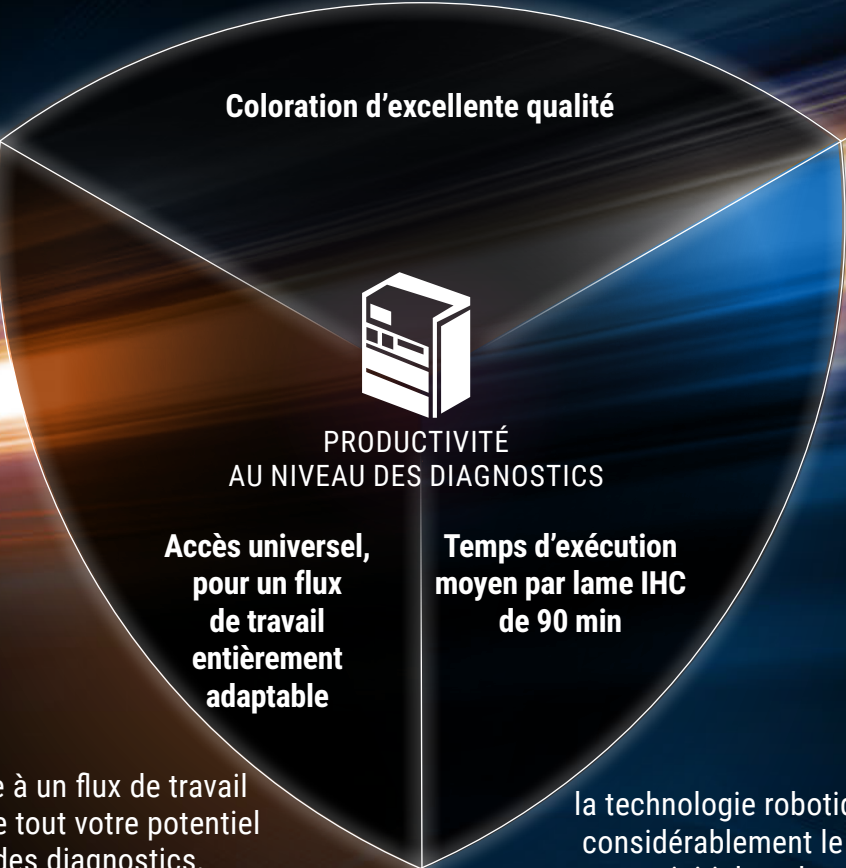 Coloration d’excellente qualité
PRODUCTIVITÉ
AU NIVEAU DES DIAGNOSTICS
Accès universel,
pour un flux
de travail
entièrement
adaptable
Temps d’exécution
moyen par lame IHC
de 90 min
à un flux de travail
tout votre potentiel
des diagnostics.
la technologie
considérablement le